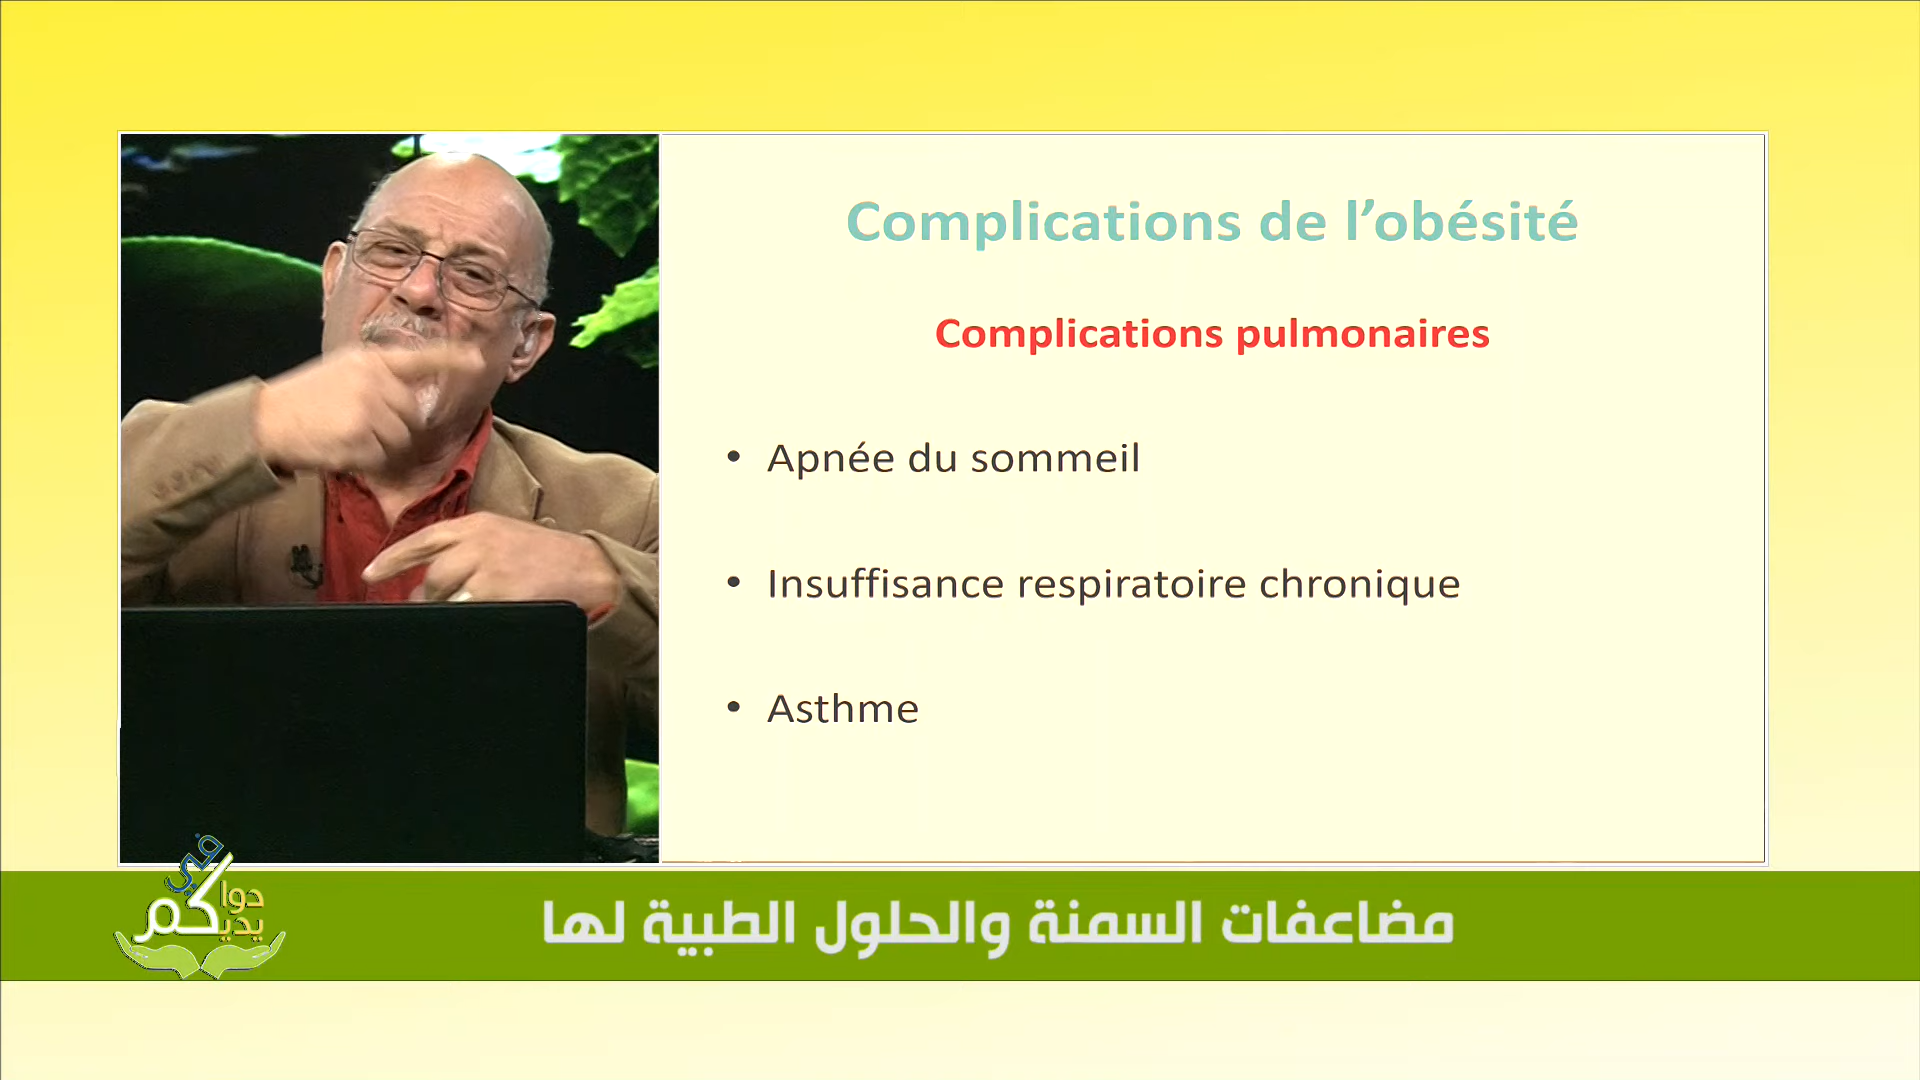 Complications de l’obésité
Complications pulmonaires
• Apnée du sommeil
• Insuffisance respiratoire chronique
• Asthme
دواكم
في
يديكم
مضاعفات السمنة والحلول الطبية لها